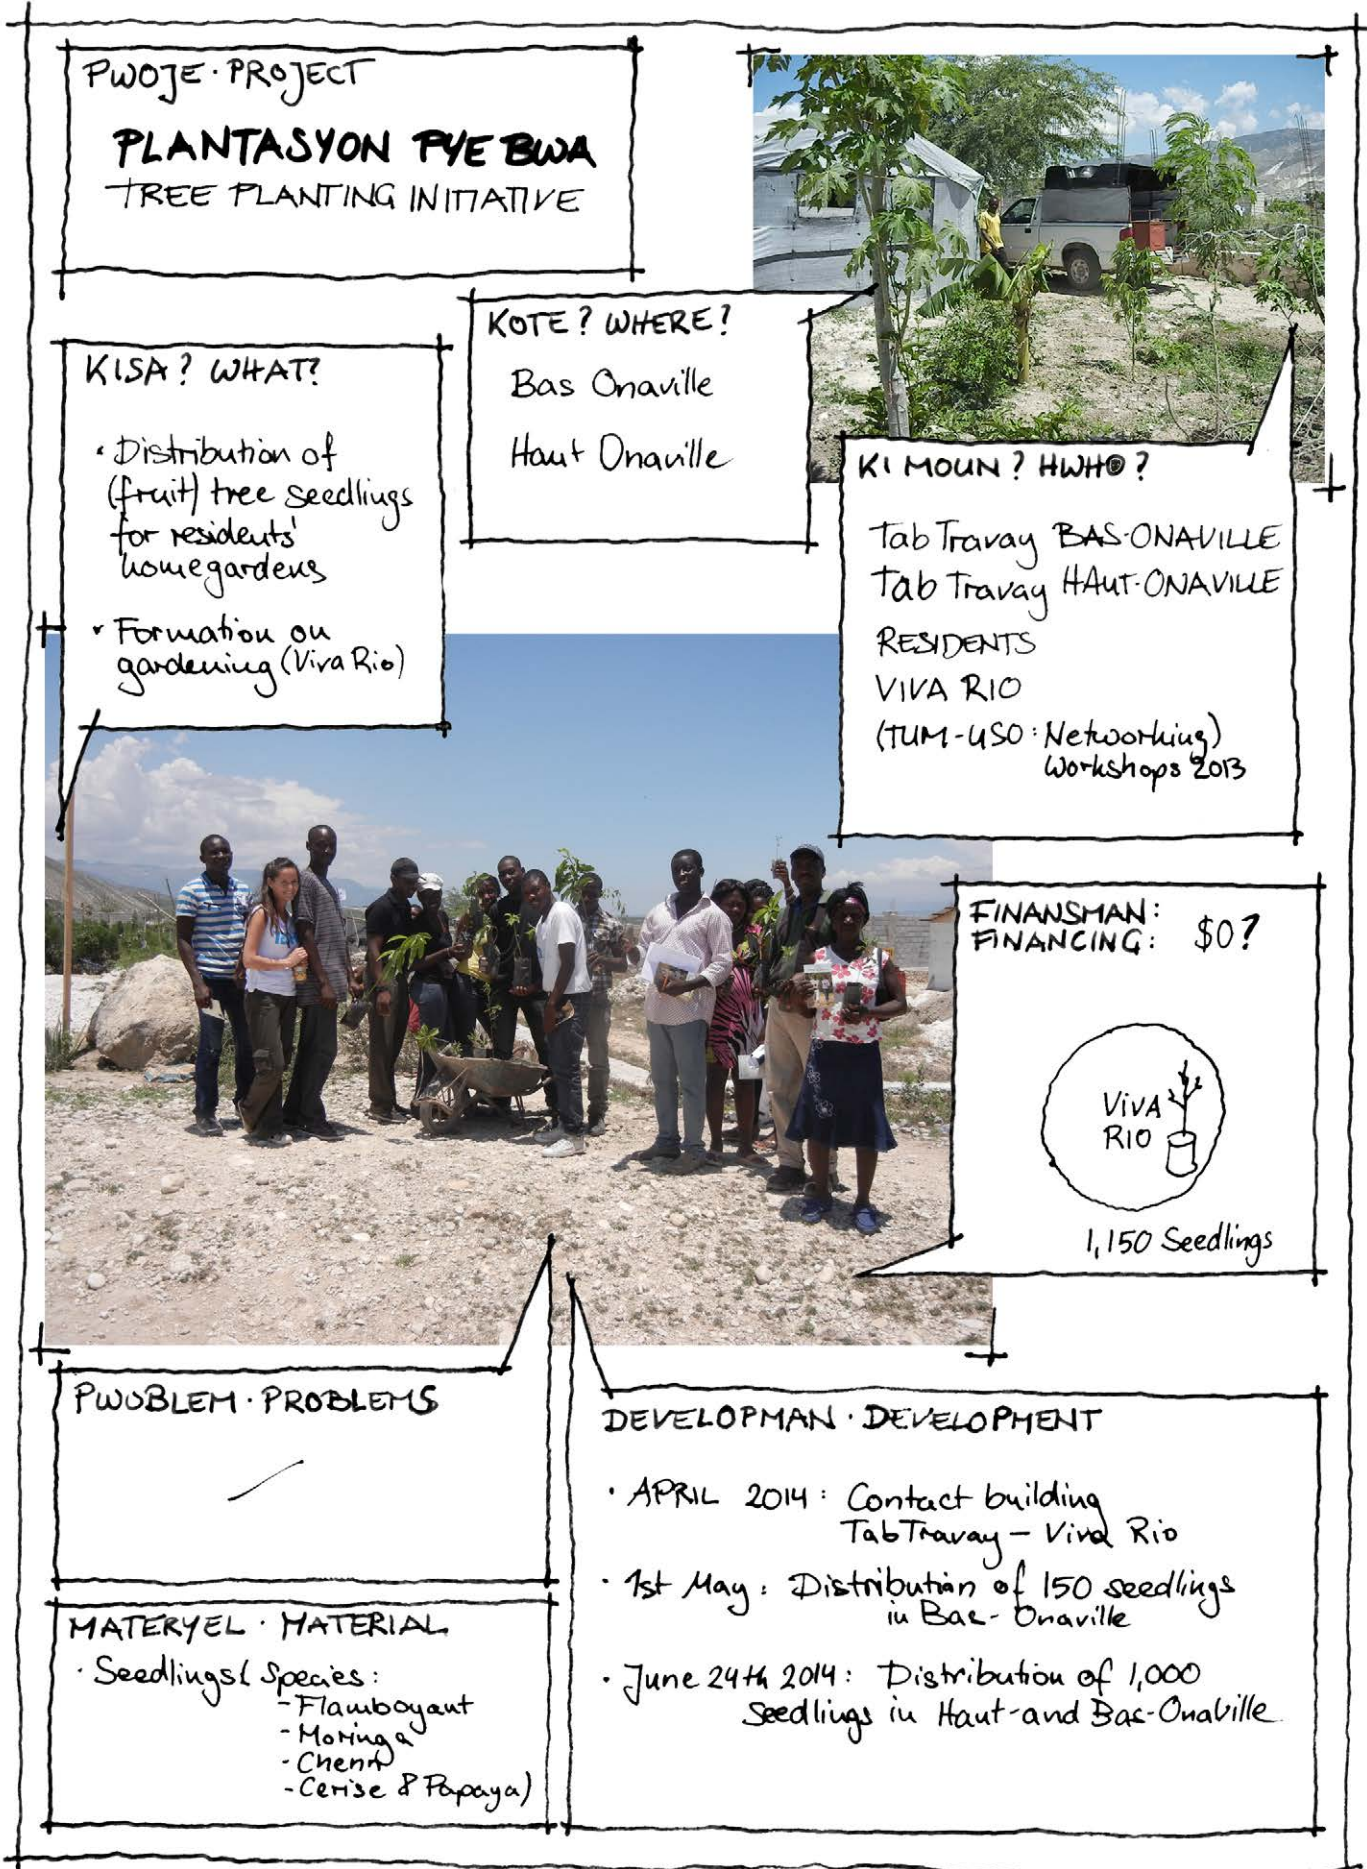 PWOJE · PROJECT
PLANTASYON PYE BWA
TREE PLANTING INITIATIVE
KOTE? WHERE?
Bas Onaville
Haut Onaville
KISA? WHAT?
· Distribution of
(fruit) tree seedlings
for residents'
homegardens
· Formation on
gardening (Viva Rio)
KI MOUN? HWHO?
Tab Travay BAS-ONAVILLE
Tab Travay HAUT-ONAVILLE
RESIDENTS
VIVA RIO
(TUM-USO: Networking)
Workshops 2013
FINANSMAN:
FINANCING: $0?
VIVA
RIO
1,150 Seedlings
PWOBLEM · PROBLEMS
MATERYEL · MATERIAL
· Seedlings( Species:
- Flamboyant
- Moringa
- Chenn
- Cerise & Papaya)
DEVELOPMAN · DEVELOPMENT
· APRIL 2014: Contact building
TabTravay – Viva Rio
· 1st May: Distribution of 150 seedlings
in Bas-Onaville
· June 24th 2014: Distribution of 1,000
Seedlings in Haut-and Bas-Onaville